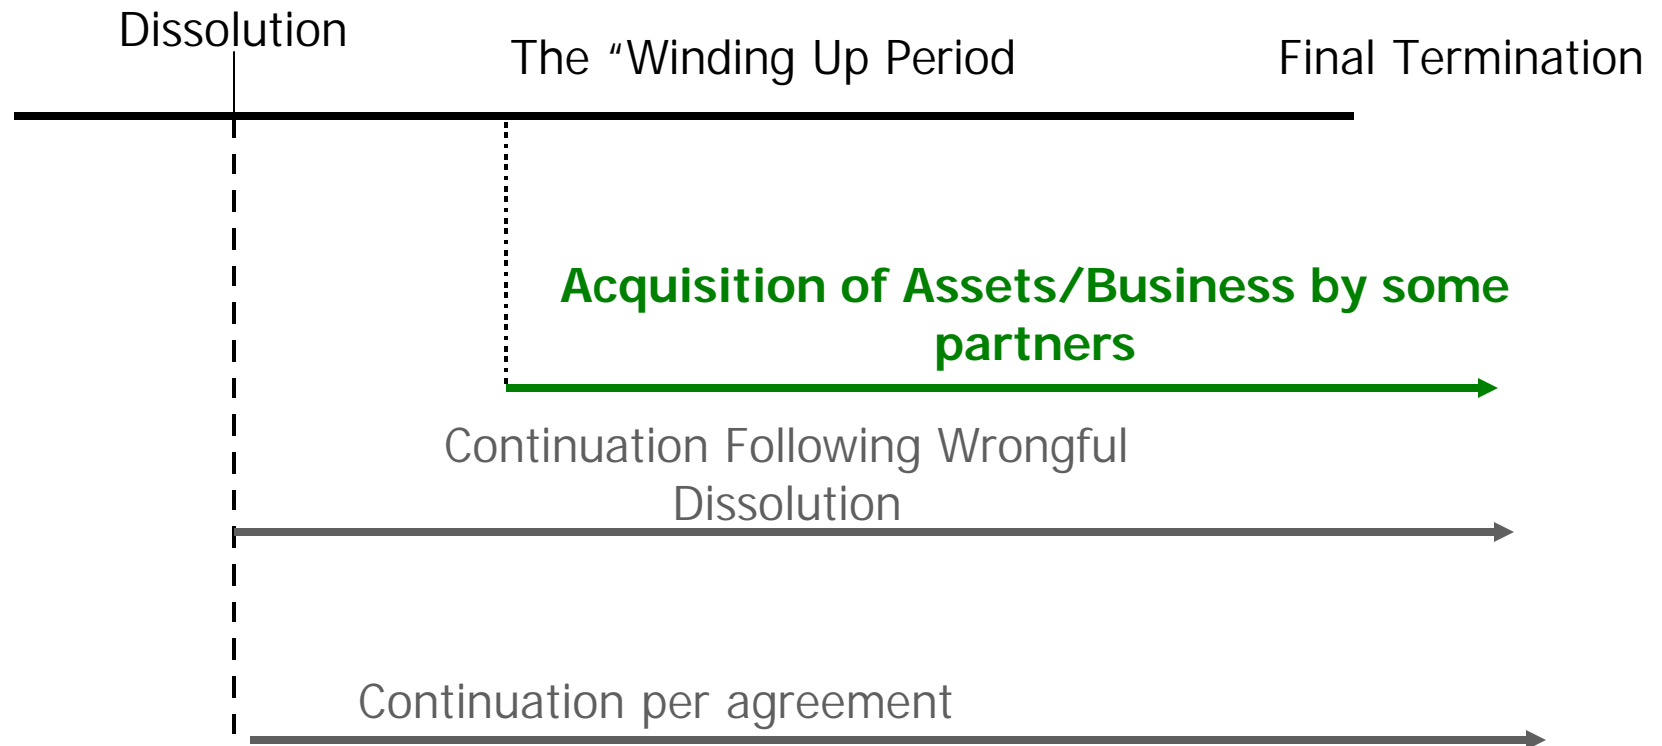 Dissolution
The “Winding Up Period
Final Termination
Acquisition of Assets/Business by some
partners
Continuation Following Wrongful
Dissolution
Continuation per agreement